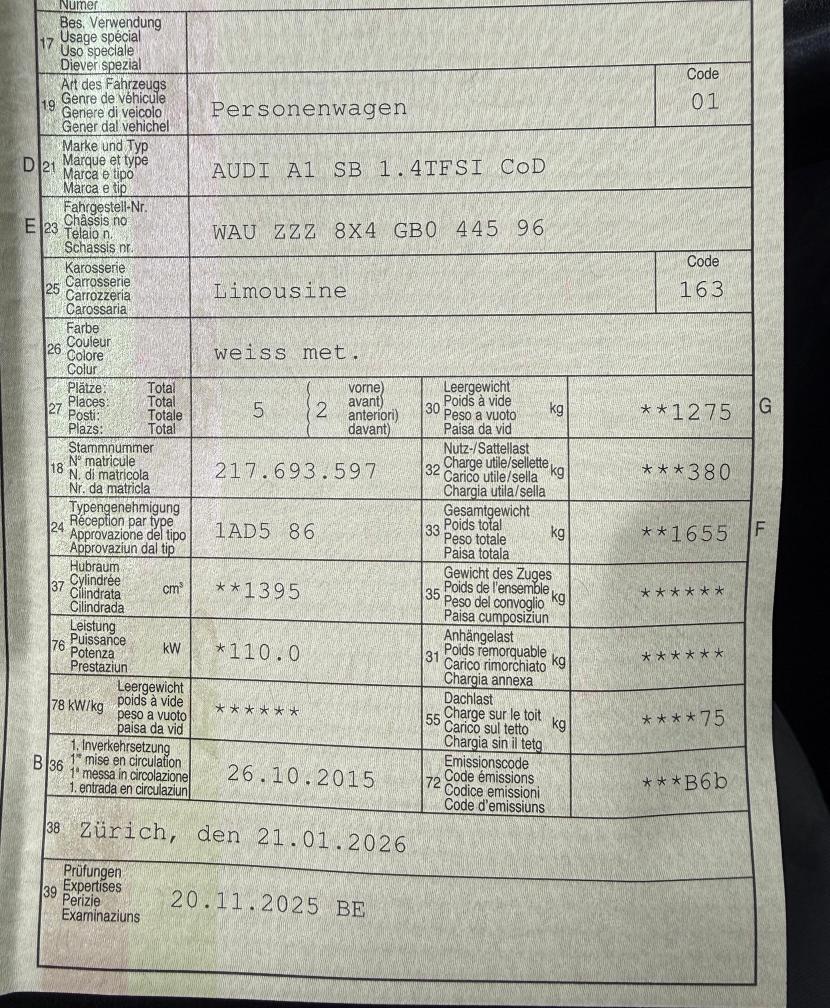 Numer
17 Bes. Verwendung
Usage spécial
Uso speciale
Diever spezial
19 Art des Fahrzeugs
Genre de véhicule
Genere di veicolo
Gener dal vehichel
Personenwagen
Code
01
D 21 Marke und Typ
Marque et type
Marca e tipo
Marca e tip
AUDI A1 SB 1.4TFSI CoD
E 23 Fahrgestell-Nr.
Châssis no
Telaio n.
Schassis nr.
WAU ZZZ 8X4 GB0 445 96
25 Karosserie
Carrosserie
Carrozzeria
Carossaria
Limousine
Code
163
26 Farbe
Couleur
Colore
Colur
weiss met.
27 Plätze: Total
Places: Total
Posti: Totale
Plazs: Total
5 ( 2 vorne)
avant)
anteriori)
davant)
30 Leergewicht
Poids à vide
Peso a vuoto
Paisa da vid
kg
**1275 G
18 Stammnummer
N° matricule
N. di matricola
Nr. da matricla
217.693.597
32 Nutz-/Sattellast
Charge utile/sellette
Carico utile/sella
Chargia utila/sella
kg
***380
24 Typengenehmigung
Réception par type
Approvazione del tipo
Approvaziun dal tip
1AD5 86
33 Gesamtgewicht
Poids total
Peso totale
Paisa totala
kg
**1655 F
37 Hubraum
Cylindrée
Cilindrata
Cilindrada
cm³
**1395
35 Gewicht des Zuges
Poids de l'ensemble
Peso del convoglio
Paisa cumposiziun
kg
******
76 Leistung
Puissance
Potenza
Prestaziun
kW
*110.0
31 Anhängelast
Poids remorquable
Carico rimorchiato
Chargia annexa
kg
******
78 kW/kg Leergewicht
poids à vide
peso a vuoto
paisa da vid
******
55 Dachlast
Charge sur le toit
Carico sul tetto
Chargia sin il tetg
kg
****75
B 36 1. Inverkehrsetzung
1re mise en circulation
1a messa in circolazione
1. entrada en circulaziun
26.10.2015
72 Emissionscode
Code émissions
Codice emissioni
Code d'emissiuns
***B6b
38 Zürich, den 21.01.2026
39 Prüfungen
Expertises
Perizie
Examinaziuns
20.11.2025 BE